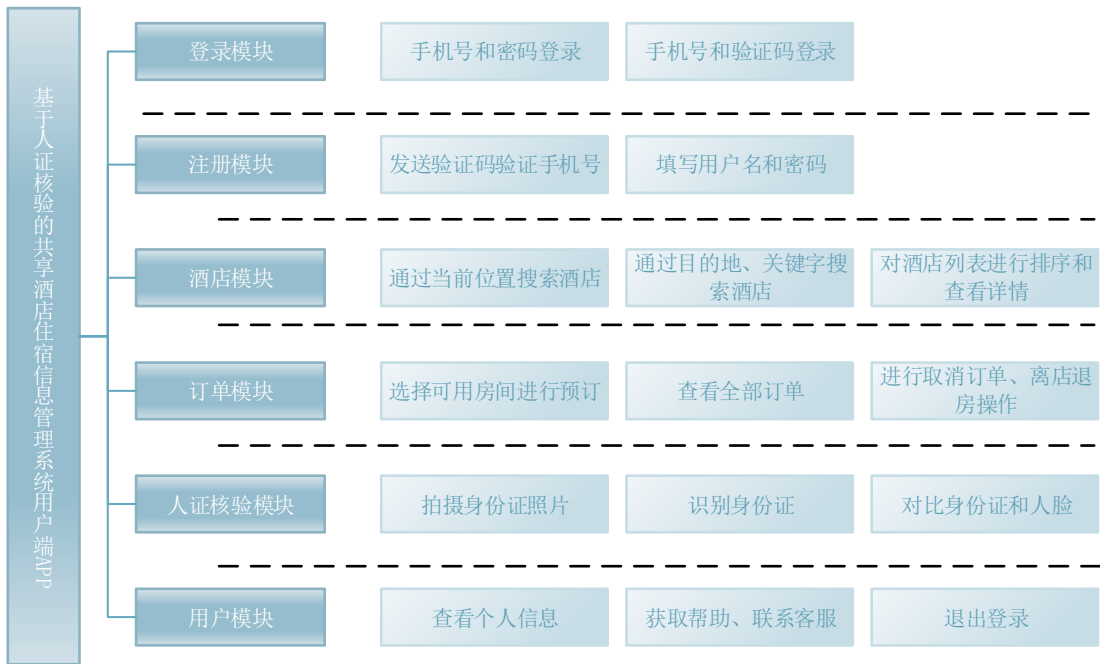 基于人证核验的共享酒店住宿信息管理系统用户端APP
登录模块
手机号和密码登录
手机号和验证码登录
注册模块
发送验证码验证手机号
填写用户名和密码
酒店模块
通过当前位置搜索酒店
通过目的地、关键字搜
索酒店
对酒店列表进行排序和
查看详情
订单模块
选择可用房间进行预订
查看全部订单
进行取消订单、离店退
房操作
人证核验模块
拍摄身份证照片
识别身份证
对比身份证和人脸
用户模块
查看个人信息
获取帮助、联系客服
退出登录